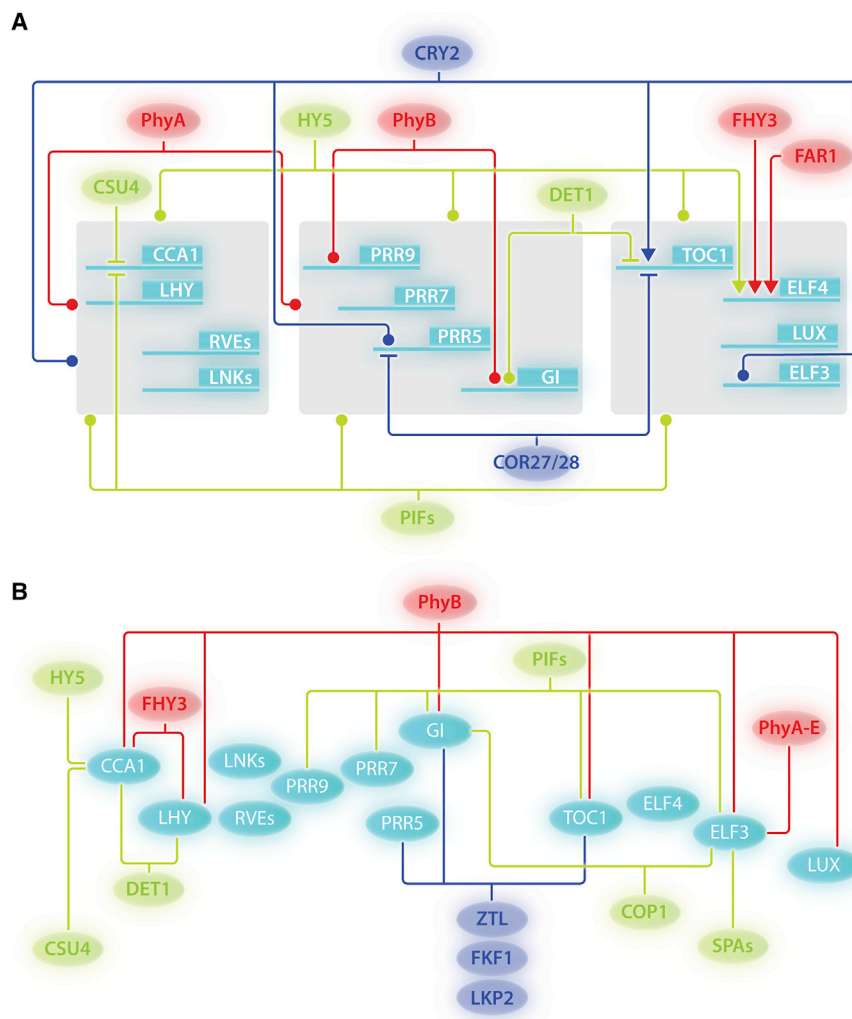 A
CRY2
PhyA
HY5
PhyB
FHY3
FAR1
CSU4
DET1
CCA1
PRR9
TOC1
LHY
PRR7
ELF4
RVEs
PRR5
LUX
LNKs
GI
ELF3
COR27/28
PIFs
B
PhyB
PIFs
HY5
FHY3
PhyA-E
GI
CCA1
LNKs
PRR9
PRR7
LHY
RVEs
PRR5
TOC1
ELF4
ELF3
LUX
DET1
CSU4
ZTL
COP1
SPAs
FKF1
LKP2